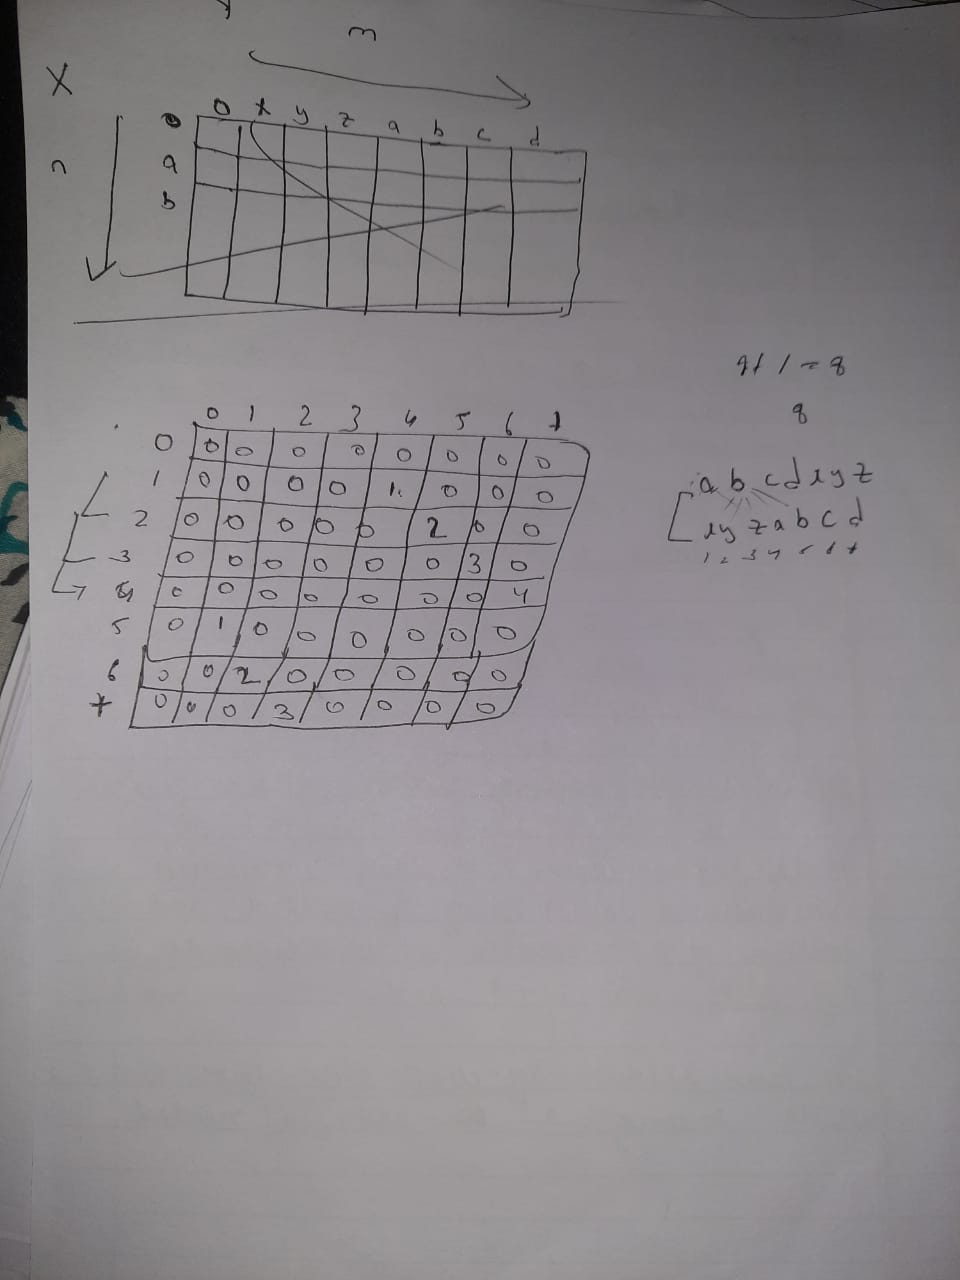 m
X
0 x y z a b c d
n
a
b
0 1 2 3 4 5 6 7
0 0 0 0 0 0 0 0 0
1 0 0 0 0 1 0 0 0
2 0 0 0 0 0 2 0 0
3 0 0 0 0 0 0 3 0
4 0 0 0 0 0 0 0 4
5 0 1 0 0 0 0 0 0
6 0 0 2 0 0 0 0 0
7 0 0 0 3 0 0 0 0
7+1=8
8
a b c d x y z
x y z a b c d
1 2 3 4 5 6 7